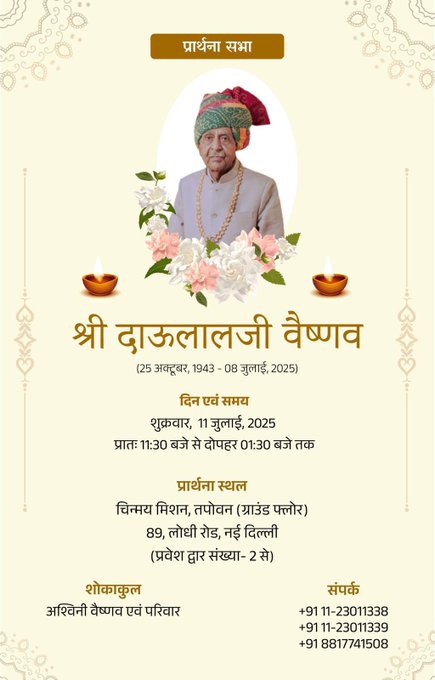 प्रार्थना सभा
श्री दाऊलालजी वैष्णव
(25 अक्टूबर, 1943 - 08 जुलाई, 2025)
दिन एवं समय
शुक्रवार, 11 जुलाई, 2025
प्रातः 11:30 बजे से दोपहर 01:30 बजे तक
प्रार्थना स्थल
चिन्मय मिशन, तपोवन (ग्राउंड फ्लोर)
89, लोधी रोड, नई दिल्ली
(प्रवेश द्वार संख्या- 2 से)
शोकाकुल
अश्विनी वैष्णव एवं परिवार
संपर्क
+91 11-23011338
+91 11-23011339
+91 8817741508